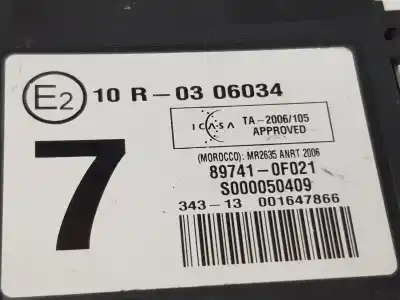 E2 10 R-03 06034
ICASA TA-2006/105
APPROVED
(MOROCCO): MR2635 ANRT 2006
7
89741-0F021
S000050409
343-13 001647866